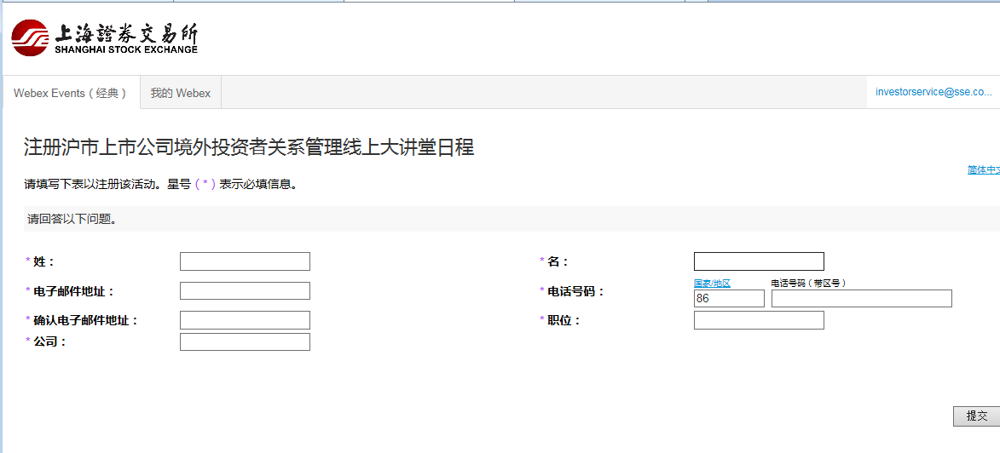 上海證券交易所
SHANGHAI STOCK EXCHANGE
Webex Events ( 经典 ) 我的 Webex investorservice@sse.co...
注册沪市上市公司境外投资者关系管理线上大讲堂日程
简体中文
请填写下表以注册该活动。星号 ( * ) 表示必填信息。
请回答以下问题。
* 姓： * 名：
国家/地区 电话号码 ( 带区号 )
* 电子邮件地址： * 电话号码： 86
* 确认电子邮件地址： * 职位：
* 公司：
提交